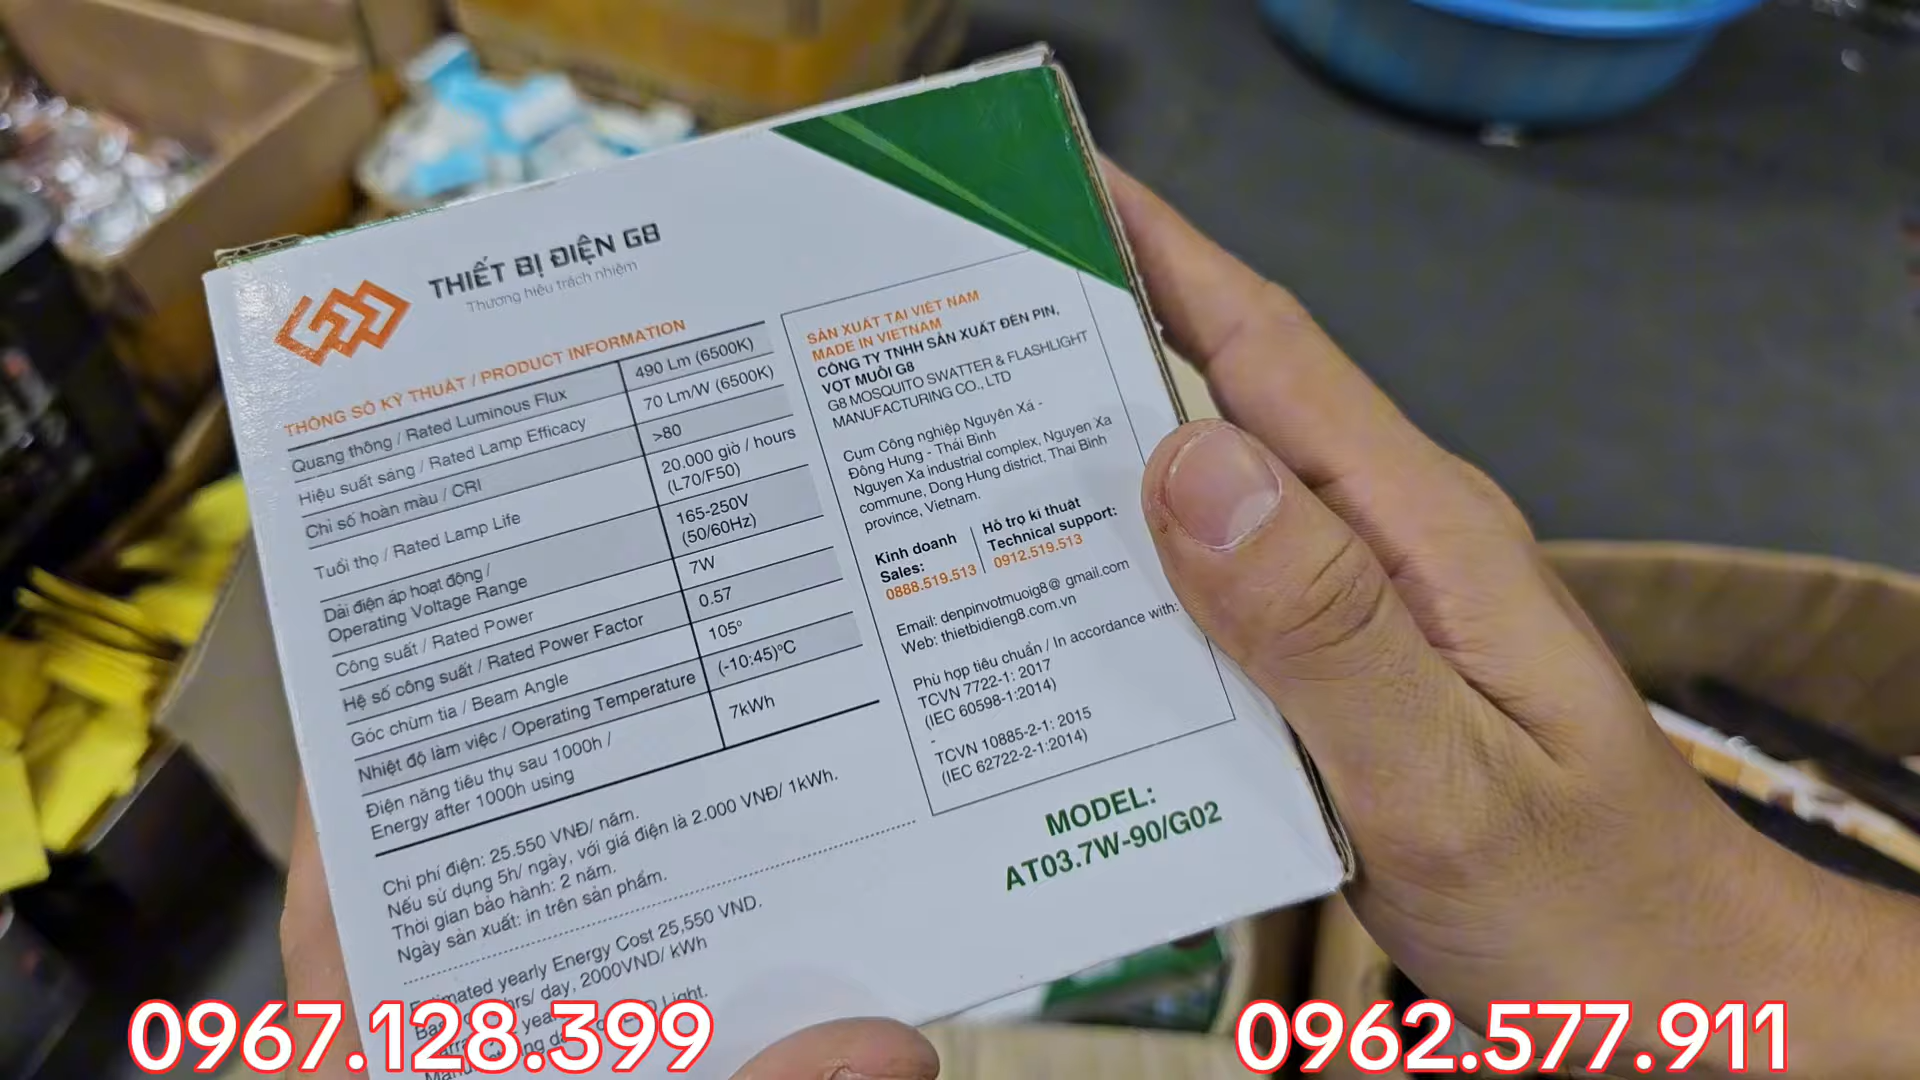 THIẾT BỊ ĐIỆN G8
Thương hiệu trách nhiệm
THÔNG SỐ KỸ THUẬT / PRODUCT INFORMATION
Quang thông / Rated Luminous Flux 490 Lm (6500K)
Hiệu suất sáng / Rated Lamp Efficacy 70 Lm/W (6500K)
Chỉ số hoàn màu / CRI >80
Tuổi thọ / Rated Lamp Life 20.000 giờ / hours
(L70/F50)
Dải điện áp hoạt động /
Operating Voltage Range
165-250V
(50/60Hz)
Công suất / Rated Power 7W
Hệ số công suất / Rated Power Factor 0.57
Góc chùm tia / Beam Angle 105°
Nhiệt độ làm việc / Operating Temperature (-10:45)°C
Điện năng tiêu thụ sau 1000h /
Energy after 1000h using
7kWh
Chi phí điện: 25.550 VNĐ/ năm.
Nếu sử dụng 5h/ ngày, với giá điện là 2.000 VNĐ/ 1kWh.
Thời gian bảo hành: 2 năm.
Ngày sản xuất: in trên sản phẩm.
Estimated yearly Energy Cost 25,550 VND.
hrs/ day, 2000VND/ kWh
Light.
SẢN XUẤT TẠI VIỆT NAM
MADE IN VIETNAM
CÔNG TY TNHH SẢN XUẤT ĐÈN PIN,
VỢT MUỖI G8
G8 MOSQUITO SWATTER & FLASHLIGHT
MANUFACTURING CO., LTD
Cụm Công nghiệp Nguyên Xá -
Đông Hưng - Thái Bình
Nguyen Xa industrial complex, Nguyen Xa
commune, Dong Hung district, Thai Binh
province, Vietnam.
Kinh doanh
Sales:
0888.519.513
Hỗ trợ kĩ thuật
Technical support:
0912.519.513
Email: denpinvotmuoig8@ gmail.com
Web: thietbidieng8.com.vn
Phù hợp tiêu chuẩn / In accordance with:
TCVN 7722-1: 2017
(IEC 60598-1:2014)
-
TCVN 10885-2-1: 2015
(IEC 62722-2-1:2014)
MODEL:
AT03.7W-90/G02
0967.128.399
0962.577.911